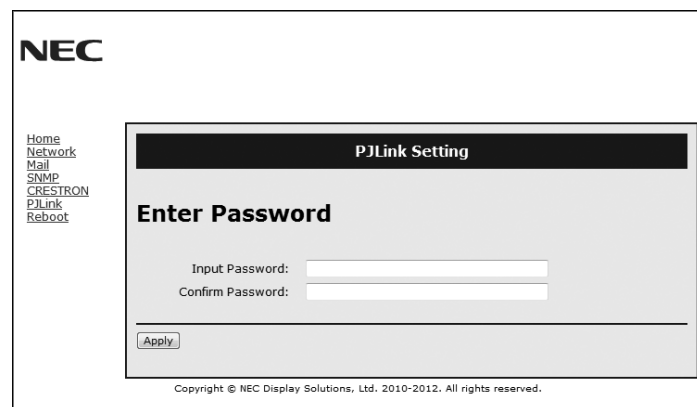 NEC
Home
Network
Mail
SNMP
CRESTRON
PJLink
Reboot
PJLink Setting
Enter Password
Input Password:
Confirm Password:
Apply
Copyright © NEC Display Solutions, Ltd. 2010-2012. All rights reserved.